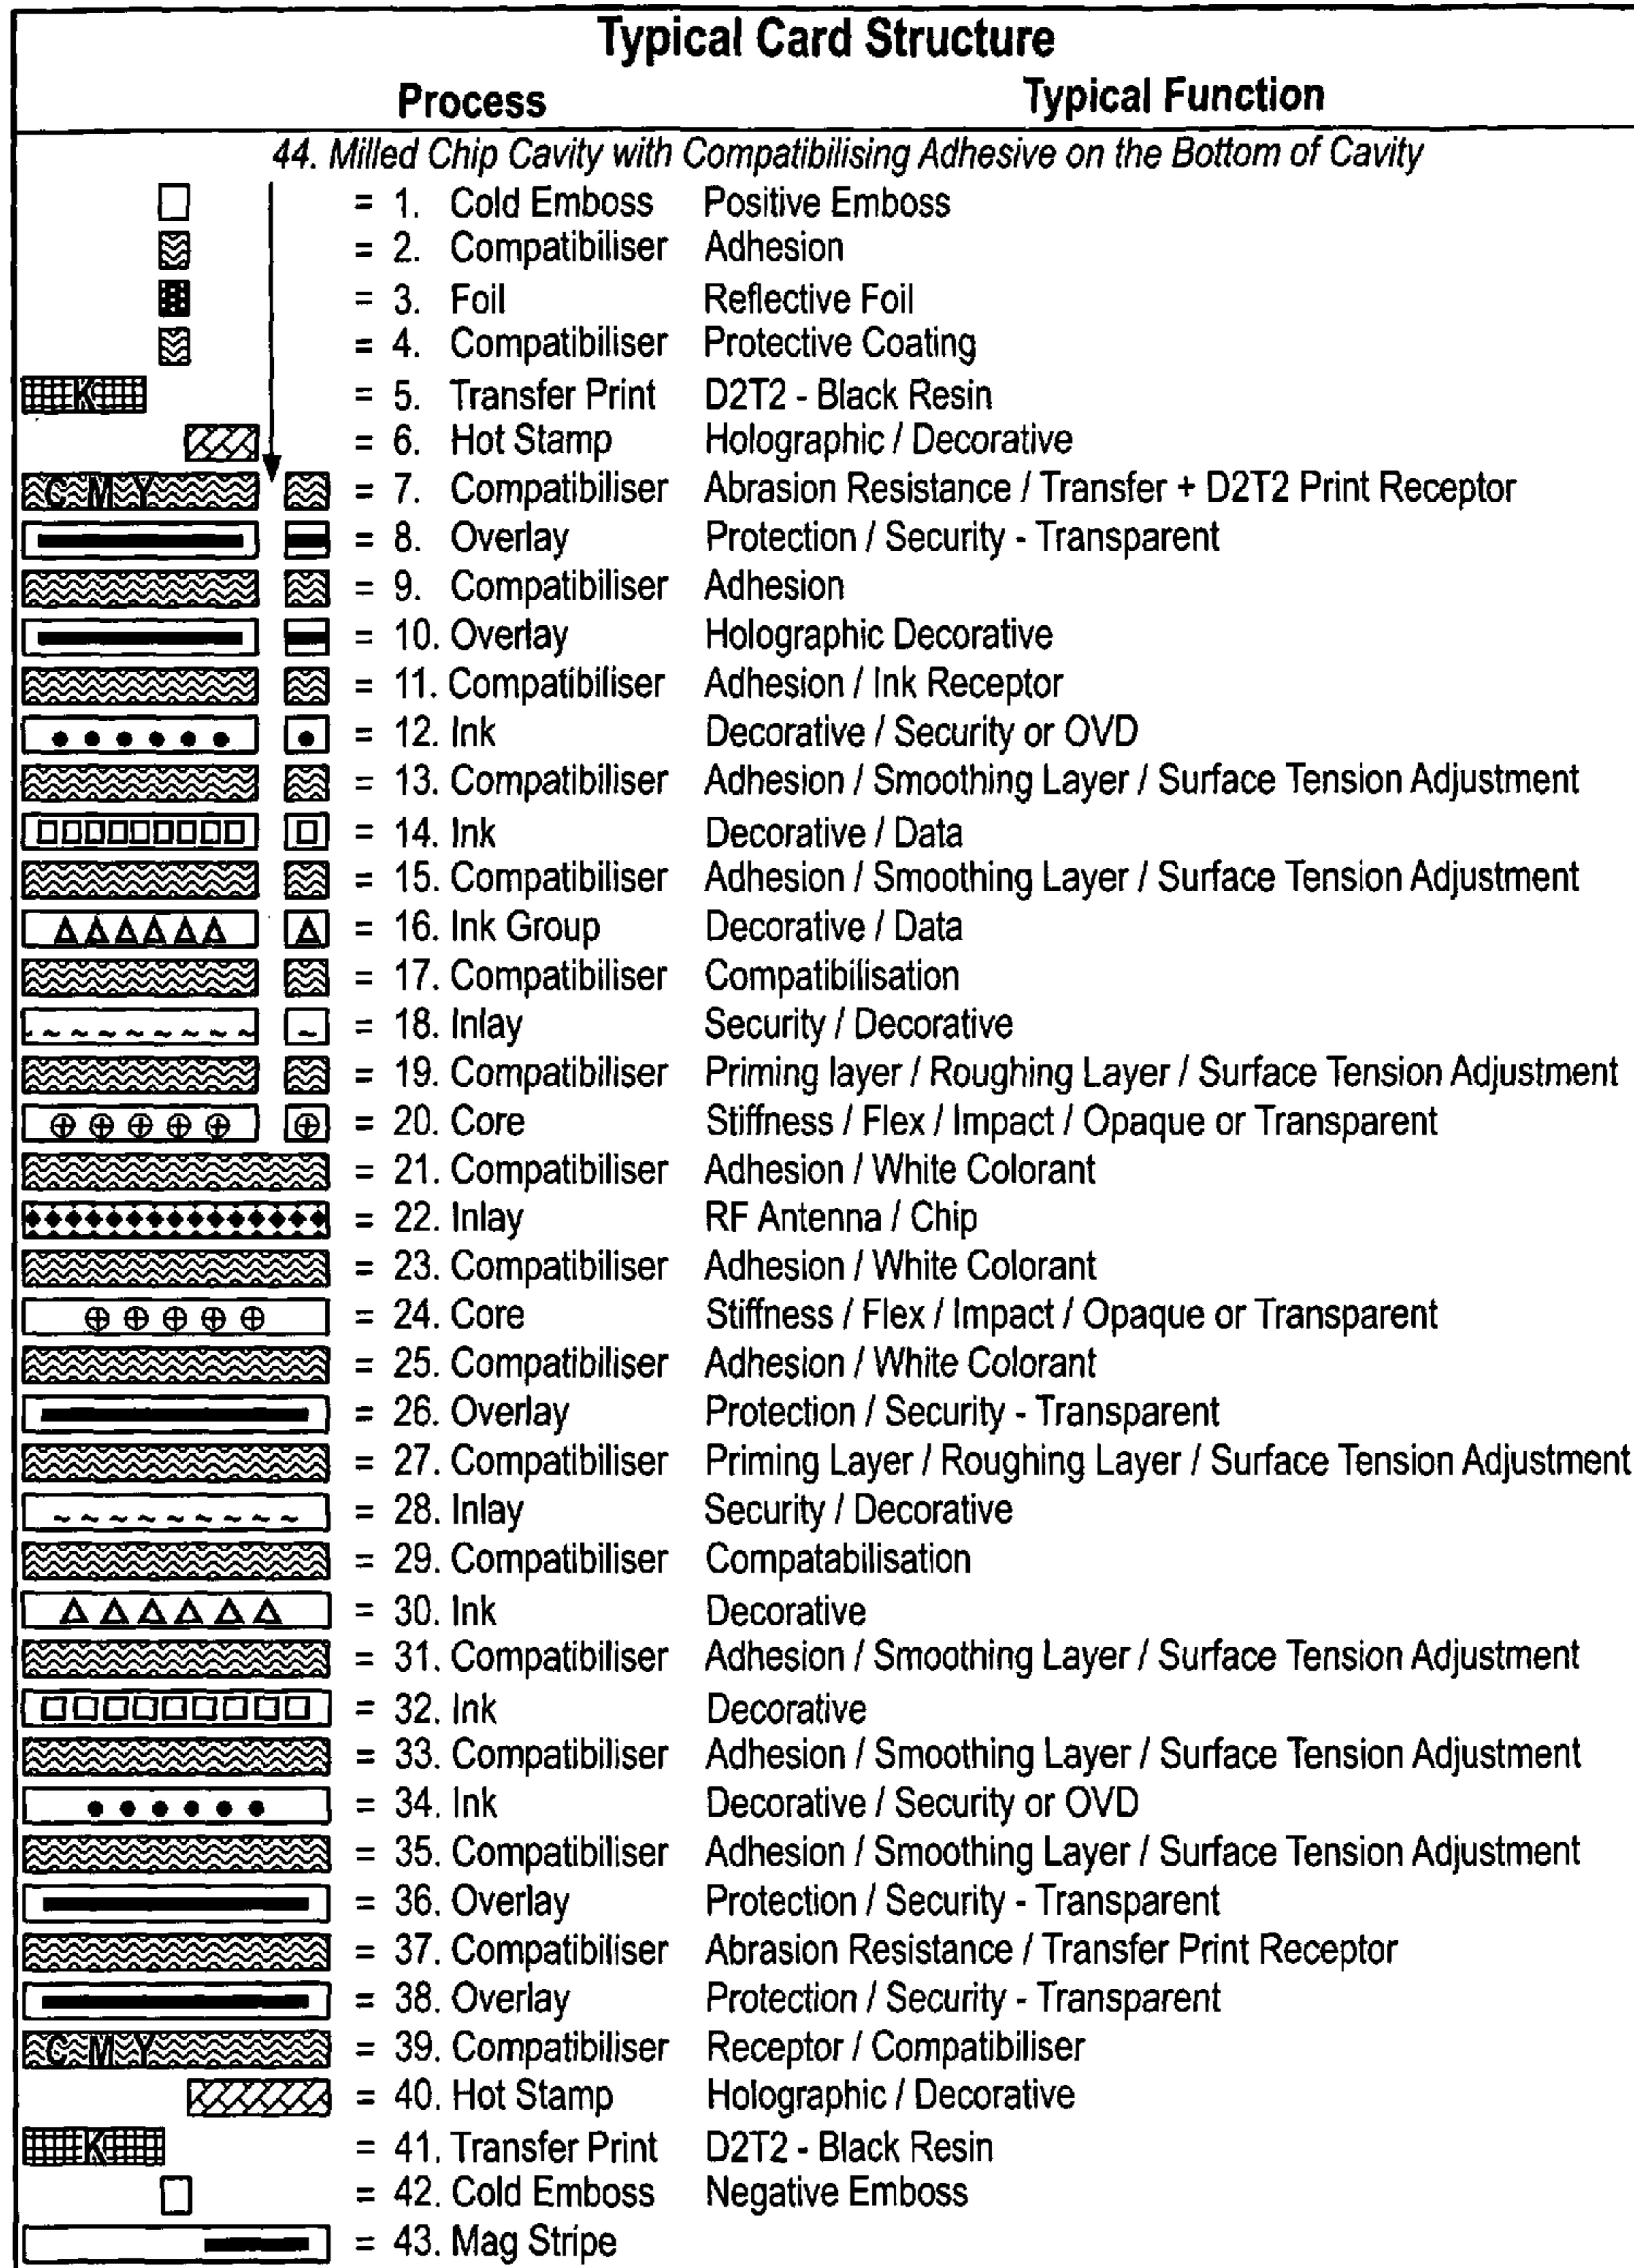 Typical Card Structure
Process Typical Function
44. Milled Chip Cavity with Compatibilising Adhesive on the Bottom of Cavity
= 1. Cold Emboss Positive Emboss
= 2. Compatibiliser Adhesion
= 3. Foil Reflective Foil
= 4. Compatibiliser Protective Coating
K = 5. Transfer Print D2T2 - Black Resin
= 6. Hot Stamp Holographic / Decorative
C M Y = 7. Compatibiliser Abrasion Resistance / Transfer + D2T2 Print Receptor
= 8. Overlay Protection / Security - Transparent
= 9. Compatibiliser Adhesion
= 10. Overlay Holographic Decorative
= 11. Compatibiliser Adhesion / Ink Receptor
= 12. Ink Decorative / Security or OVD
= 13. Compatibiliser Adhesion / Smoothing Layer / Surface Tension Adjustment
= 14. Ink Decorative / Data
= 15. Compatibiliser Adhesion / Smoothing Layer / Surface Tension Adjustment
= 16. Ink Group Decorative / Data
= 17. Compatibiliser Compatibilisation
= 18. Inlay Security / Decorative
= 19. Compatibiliser Priming layer / Roughing Layer / Surface Tension Adjustment
= 20. Core Stiffness / Flex / Impact / Opaque or Transparent
= 21. Compatibiliser Adhesion / White Colorant
= 22. Inlay RF Antenna / Chip
= 23. Compatibiliser Adhesion / White Colorant
= 24. Core Stiffness / Flex / Impact / Opaque or Transparent
= 25. Compatibiliser Adhesion / White Colorant
= 26. Overlay Protection / Security - Transparent
= 27. Compatibiliser Priming Layer / Roughing Layer / Surface Tension Adjustment
= 28. Inlay Security / Decorative
= 29. Compatibiliser Compatabilisation
= 30. Ink Decorative
= 31. Compatibiliser Adhesion / Smoothing Layer / Surface Tension Adjustment
= 32. Ink Decorative
= 33. Compatibiliser Adhesion / Smoothing Layer / Surface Tension Adjustment
= 34. Ink Decorative / Security or OVD
= 35. Compatibiliser Adhesion / Smoothing Layer / Surface Tension Adjustment
= 36. Overlay Protection / Security - Transparent
= 37. Compatibiliser Abrasion Resistance / Transfer Print Receptor
= 38. Overlay Protection / Security - Transparent
C M Y = 39. Compatibiliser Receptor / Compatibiliser
= 40. Hot Stamp Holographic / Decorative
K = 41. Transfer Print D2T2 - Black Resin
= 42. Cold Emboss Negative Emboss
= 43. Mag Stripe